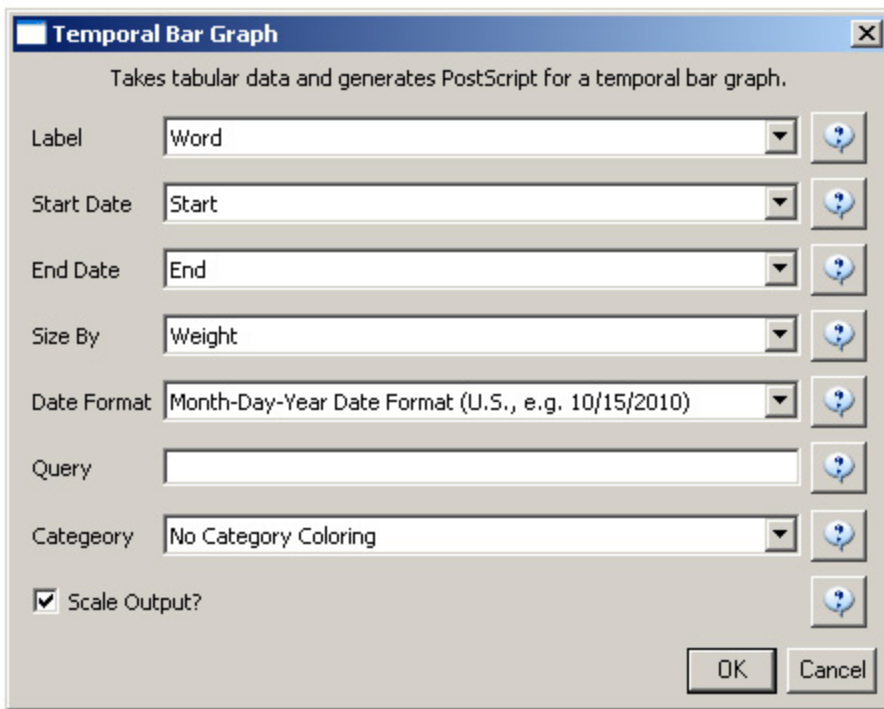 Temporal Bar Graph
Takes tabular data and generates PostScript for a temporal bar graph.
Label Word
Start Date Start
End Date End
Size By Weight
Date Format Month-Day-Year Date Format (U.S., e.g. 10/15/2010)
Query
Categeory No Category Coloring
Scale Output?
OK Cancel